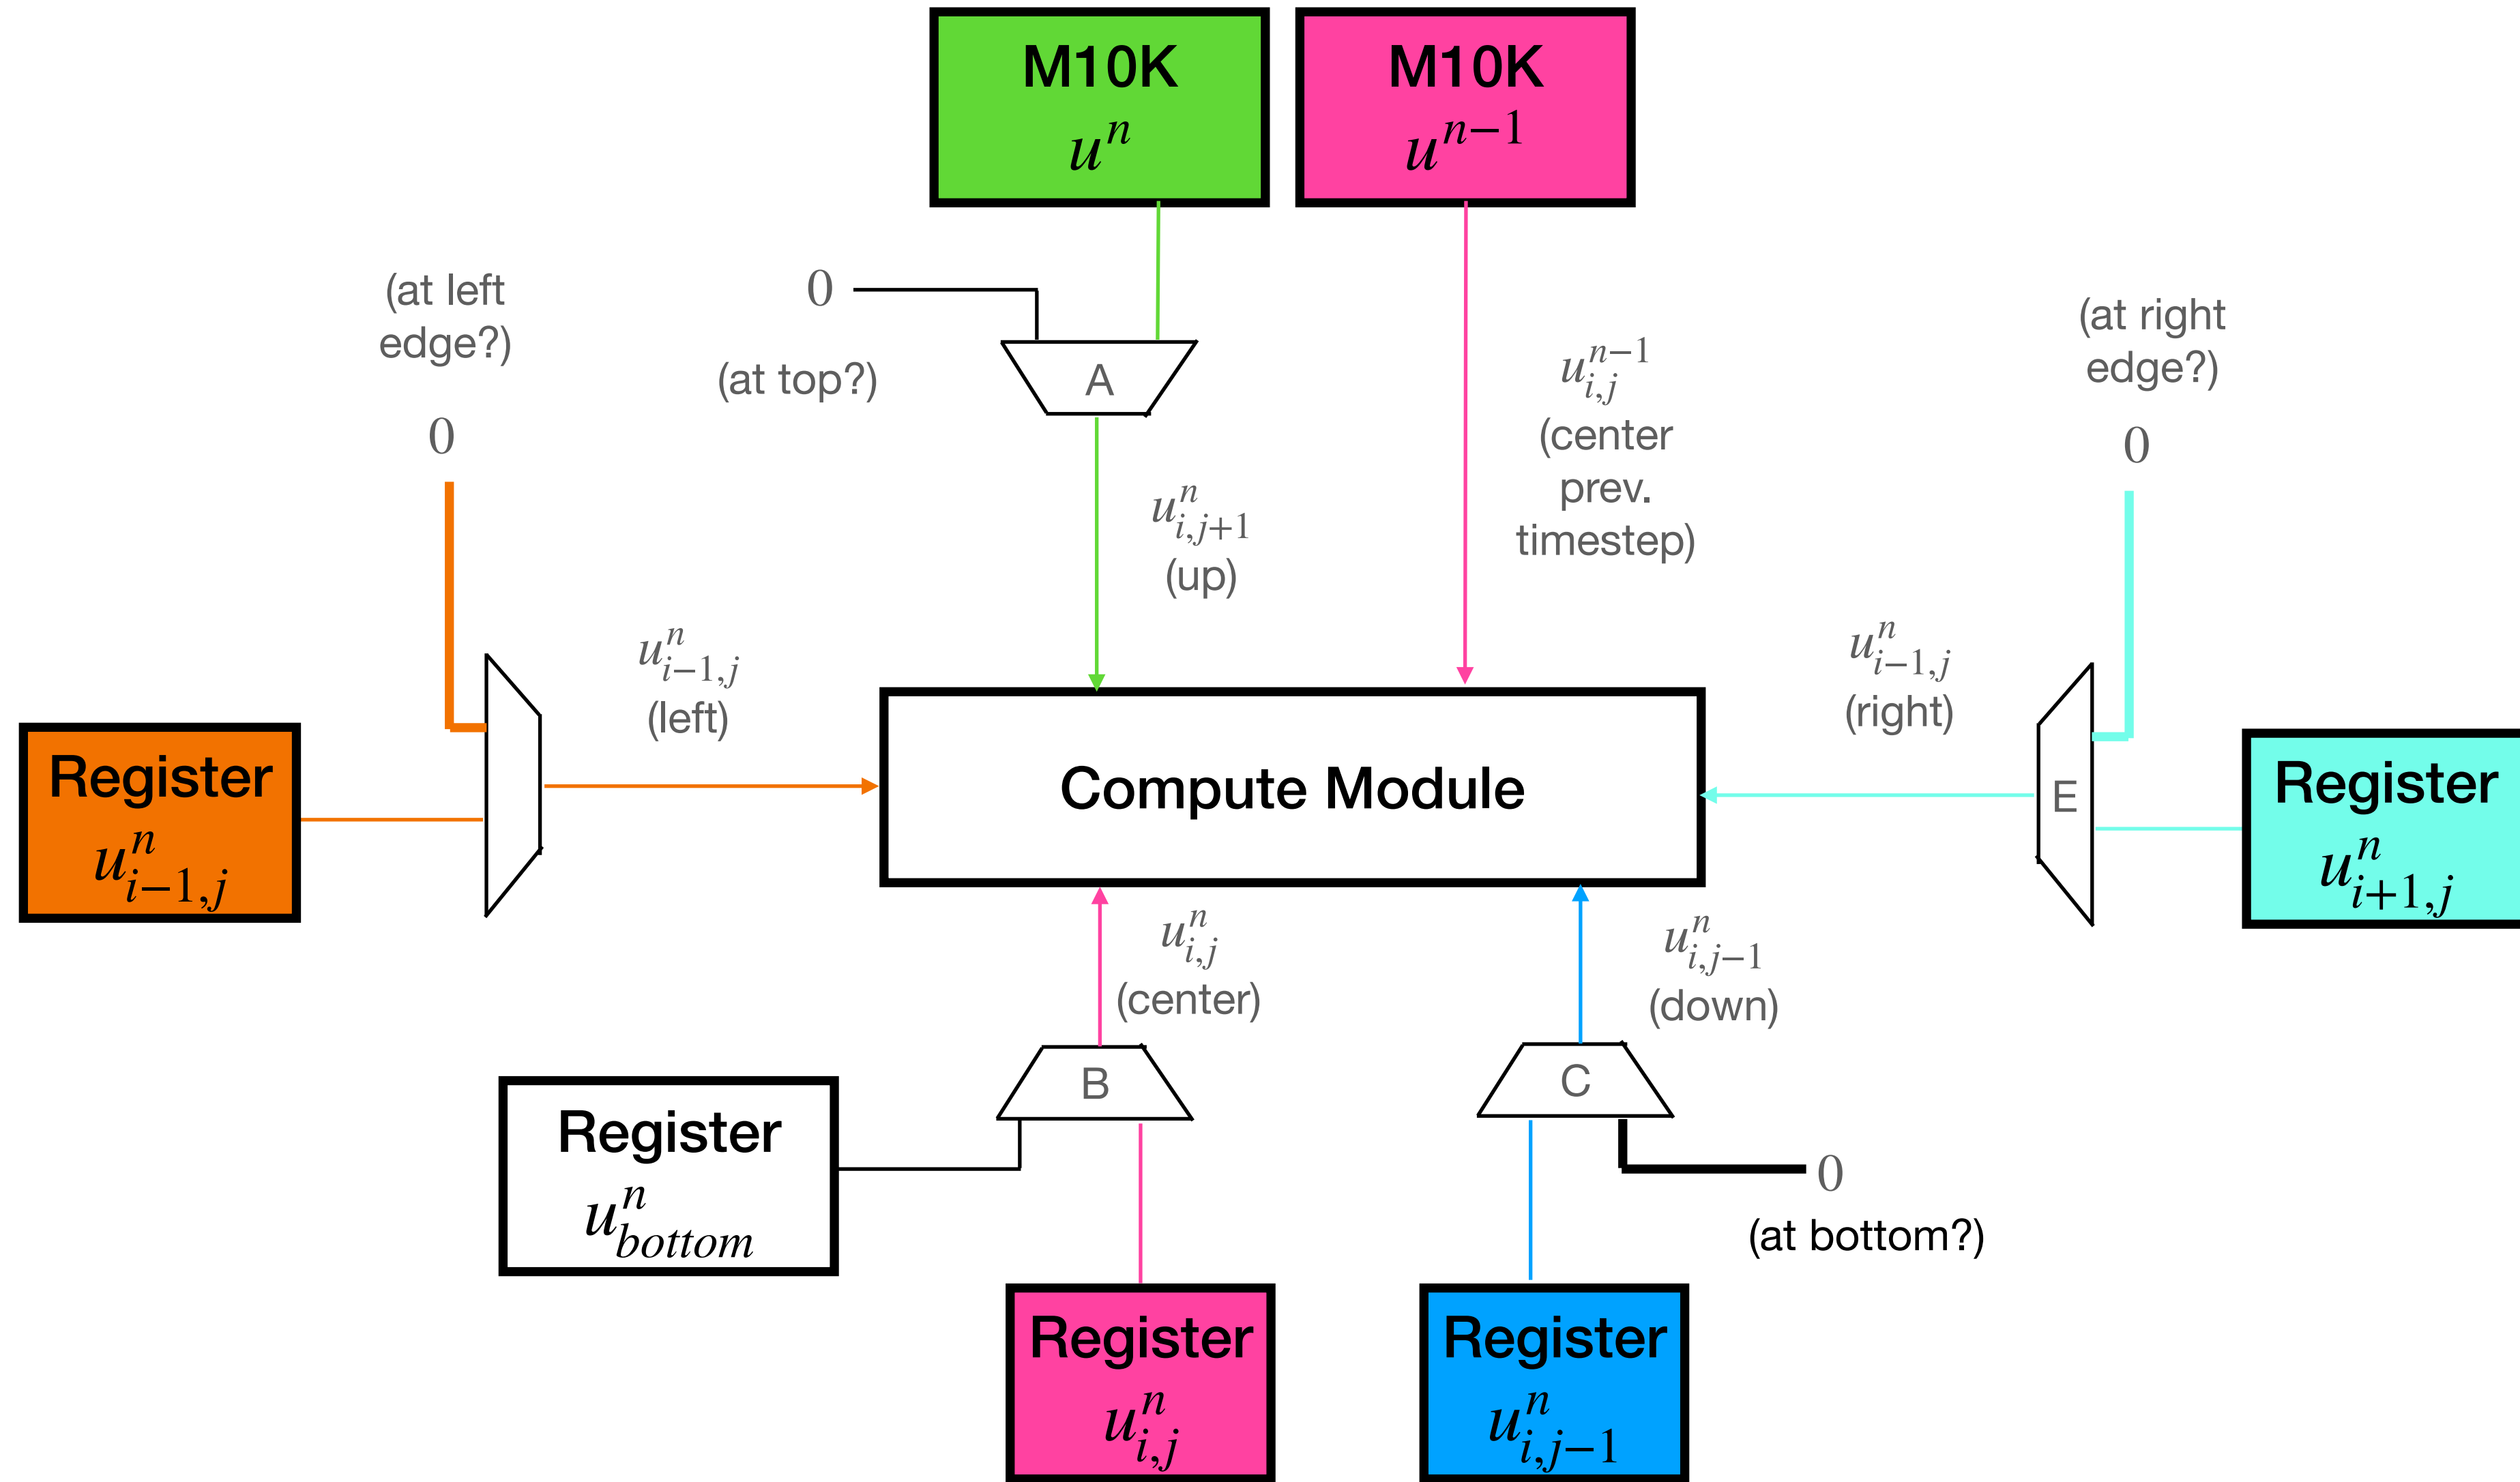 M10K
uⁿ
M10K
uⁿ⁻¹
(at left
edge?)
0
0
(at top?)
A
u^n_{i,j+1}
(up)
u^{n-1}_{i,j}
(center
prev.
timestep)
(at right
edge?)
0
u^n_{i-1,j}
(left)
u^n_{i-1,j}
(right)
Register
u^n_{i-1,j}
Compute Module
E
Register
u^n_{i+1,j}
u^n_{i,j}
(center)
u^n_{i,j-1}
(down)
B
C
Register
u^n_{bottom}
0
(at bottom?)
Register
u^n_{i,j}
Register
u^n_{i,j-1}